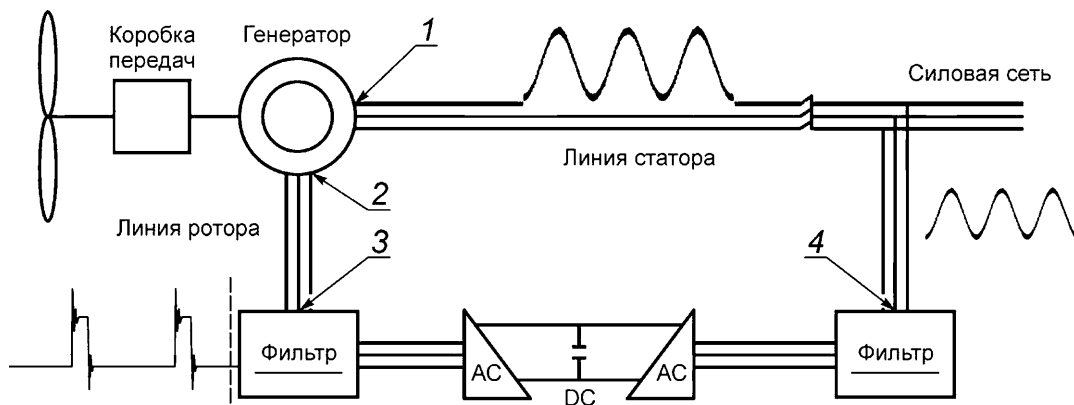 Коробка
передач
Генератор
1
Силовая сеть
Линия статора
2
Линия ротора
3
4
Фильтр
AC
DC
AC
Фильтр